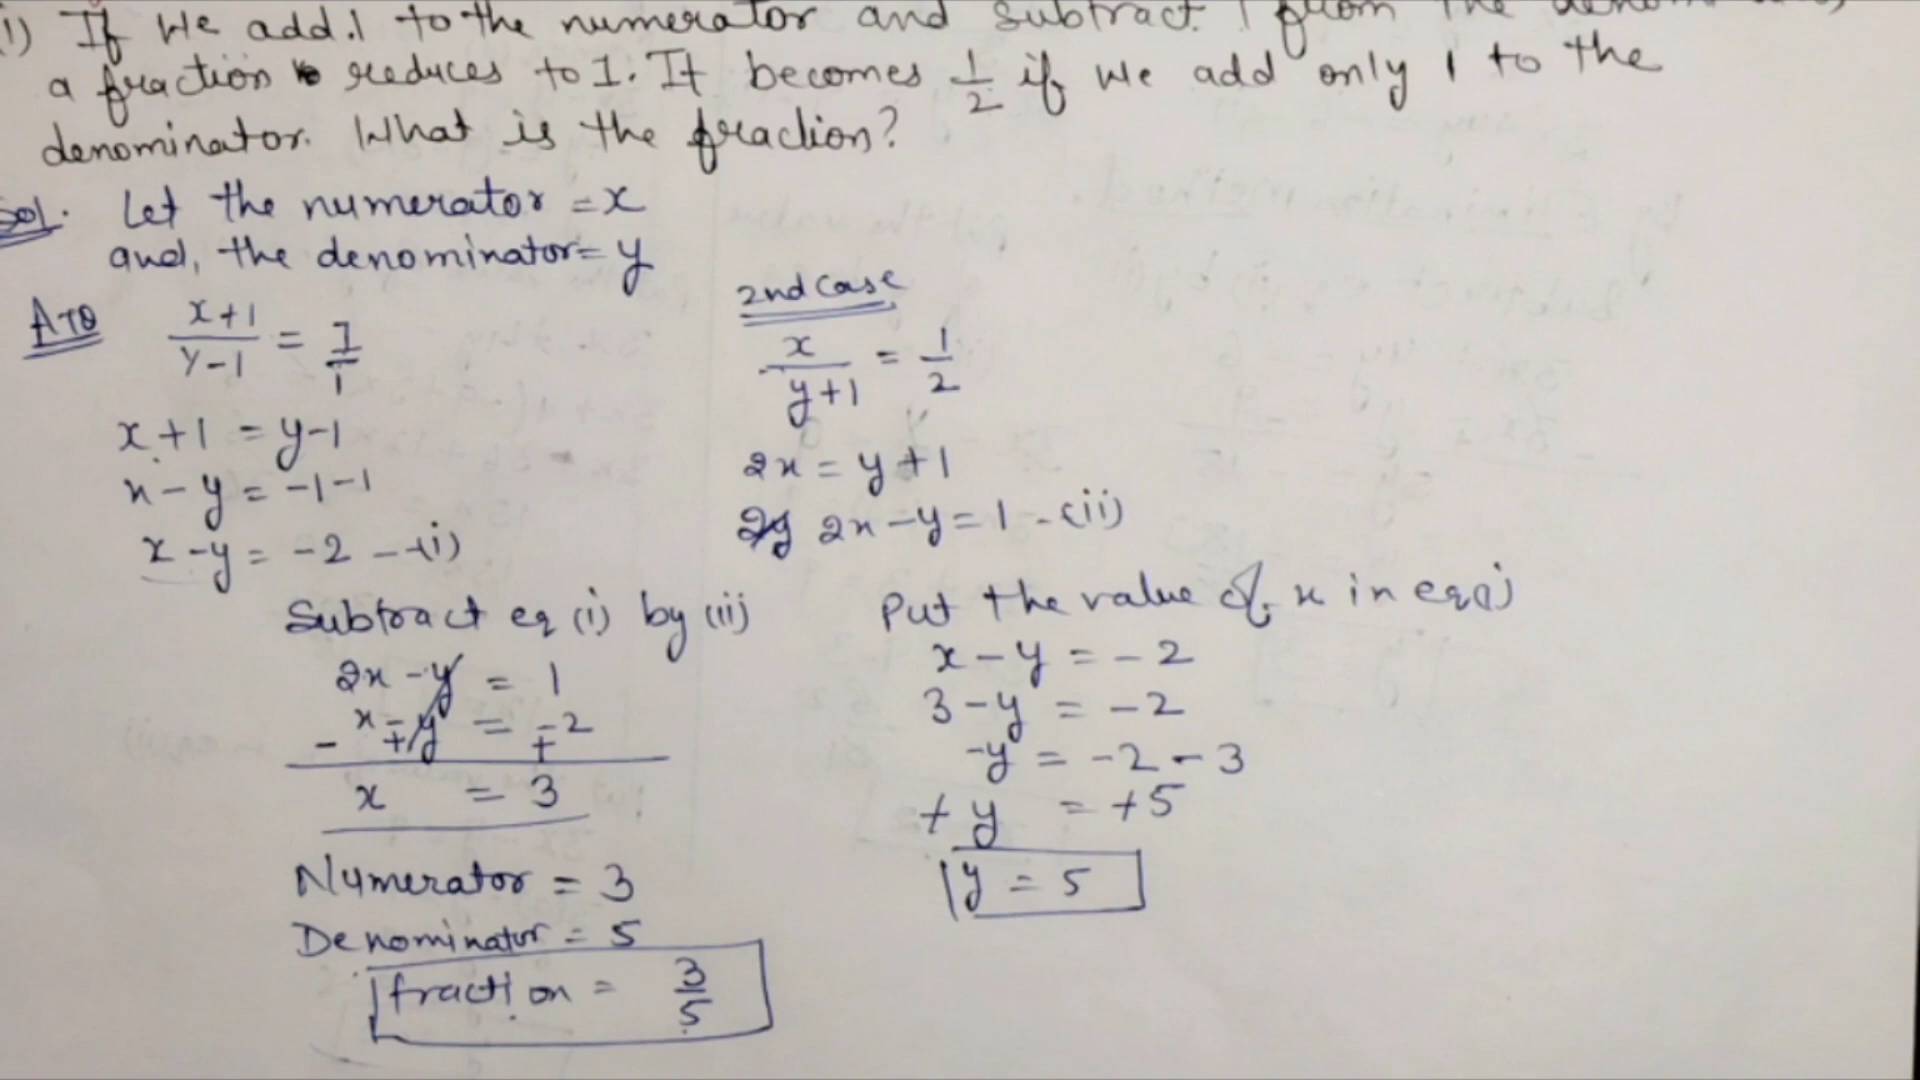 i) If we add 1 to the numerator and subtract 1 from the
a fraction reduces to 1. It becomes 1/2 if we add only 1 to the
denominator. What is the fraction?
Sol. Let the numerator = x
and, the denominator = y
ATQ
x+1/y-1 = 1/1
x+1 = y-1
x-y = -1-1
x-y = -2 -(i)
2nd case
x/y+1 = 1/2
2x = y+1
2y 2x-y = 1 -(ii)
Subtract eq (i) by (ii)
2x - y = 1
- x - y = -2
+ +
x = 3
Numerator = 3
Denominator = 5
fraction = 3/5
Put the value of x in eq(i)
x - y = -2
3 - y = -2
-y = -2 - 3
+ y = +5
y = 5